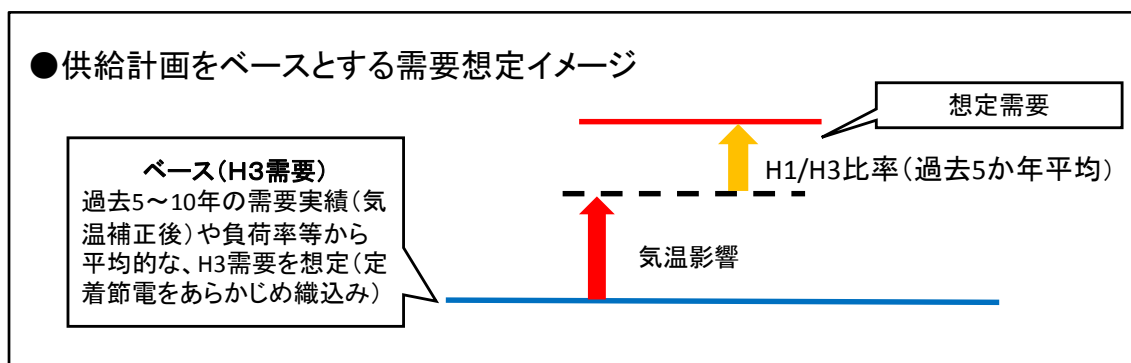 ●供給計画をベースとする需要想定イメージ
想定需要
ベース(H3需要)
過去5~10年の需要実績(気
温補正後)や負荷率等から
平均的な、H3需要を想定(定
着節電をあらかじめ織込み)
H1/H3比率(過去5か年平均)
気温影響